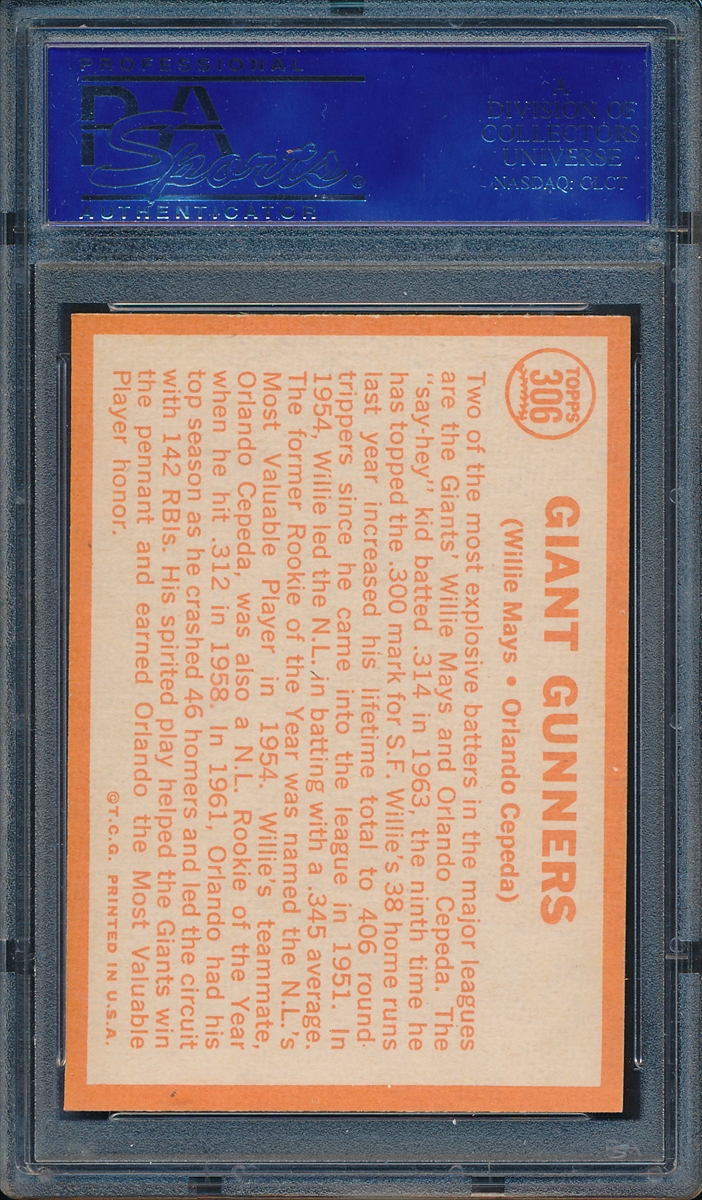 PROFESSIONAL
PSA
Sports®
AUTHENTICATOR
A
DIVISION OF
COLLECTORS
UNIVERSE
NASDAQ: CLCT
TOPPS
306
GIANT GUNNERS
(Willie Mays • Orlando Cepeda)
Two of the most explosive batters in the major leagues
are the Giants' Willie Mays and Orlando Cepeda. The
"say-hey" kid batted .314 in 1963, the ninth time he
has topped the .300 mark for S.F. Willie's 38 home runs
last year increased his lifetime total to 406 round-
trippers since he came into the league in 1951. In
1954, Willie led the N.L. in batting with a .345 average.
The former Rookie of the Year was named the N.L.'s
Most Valuable Player in 1954. Willie's teammate,
Orlando Cepeda, was also a N.L. Rookie of the Year
when he hit .312 in 1958. In 1961, Orlando had his
top season as he crashed 46 homers and led the circuit
with 142 RBIs. His spirited play helped the Giants win
the pennant and earned Orlando the Most Valuable
Player honor.
©T.C.G. PRINTED IN U.S.A.
PSA